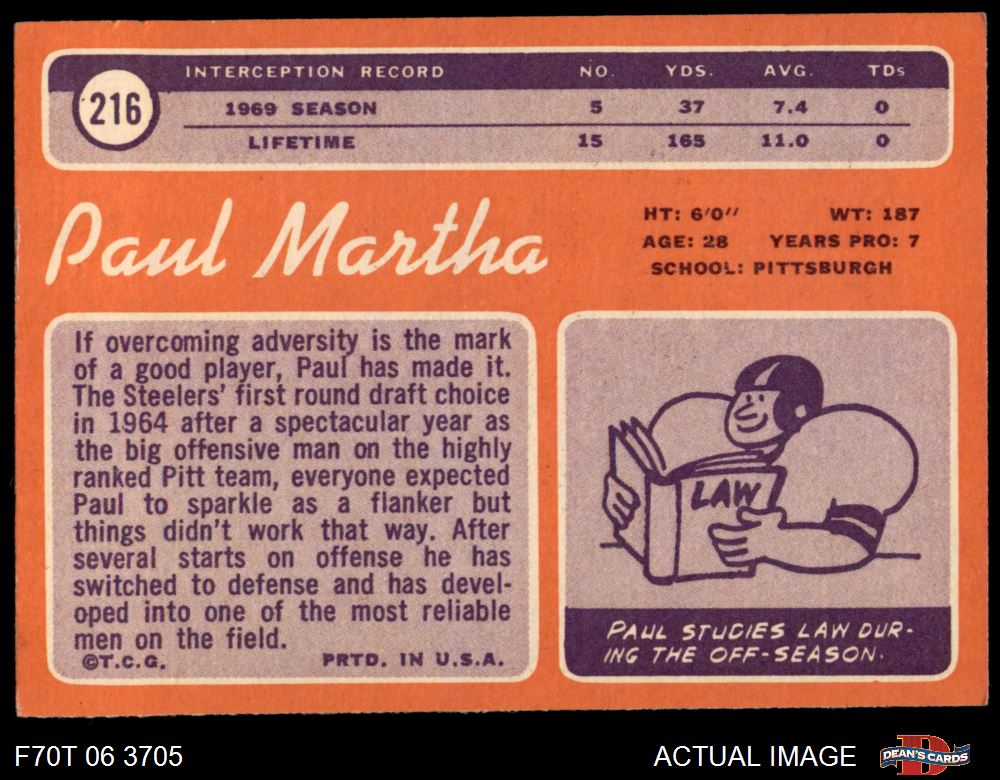 216
INTERCEPTION RECORD NO. YDS. AVG. TDs
1969 SEASON 5 37 7.4 0
LIFETIME 15 165 11.0 0
Paul Martha
HT: 6'0" WT: 187
AGE: 28 YEARS PRO: 7
SCHOOL: PITTSBURGH
If overcoming adversity is the mark
of a good player, Paul has made it.
The Steelers' first round draft choice
in 1964 after a spectacular year as
the big offensive man on the highly
ranked Pitt team, everyone expected
Paul to sparkle as a flanker but
things didn't work that way. After
several starts on offense he has
switched to defense and has devel-
oped into one of the most reliable
men on the field.
©T.C.G. PRTD. IN U.S.A.
LAW
PAUL STUDIES LAW DUR-
ING THE OFF-SEASON.
F70T 06 3705
ACTUAL IMAGE
DEAN'S CARDS